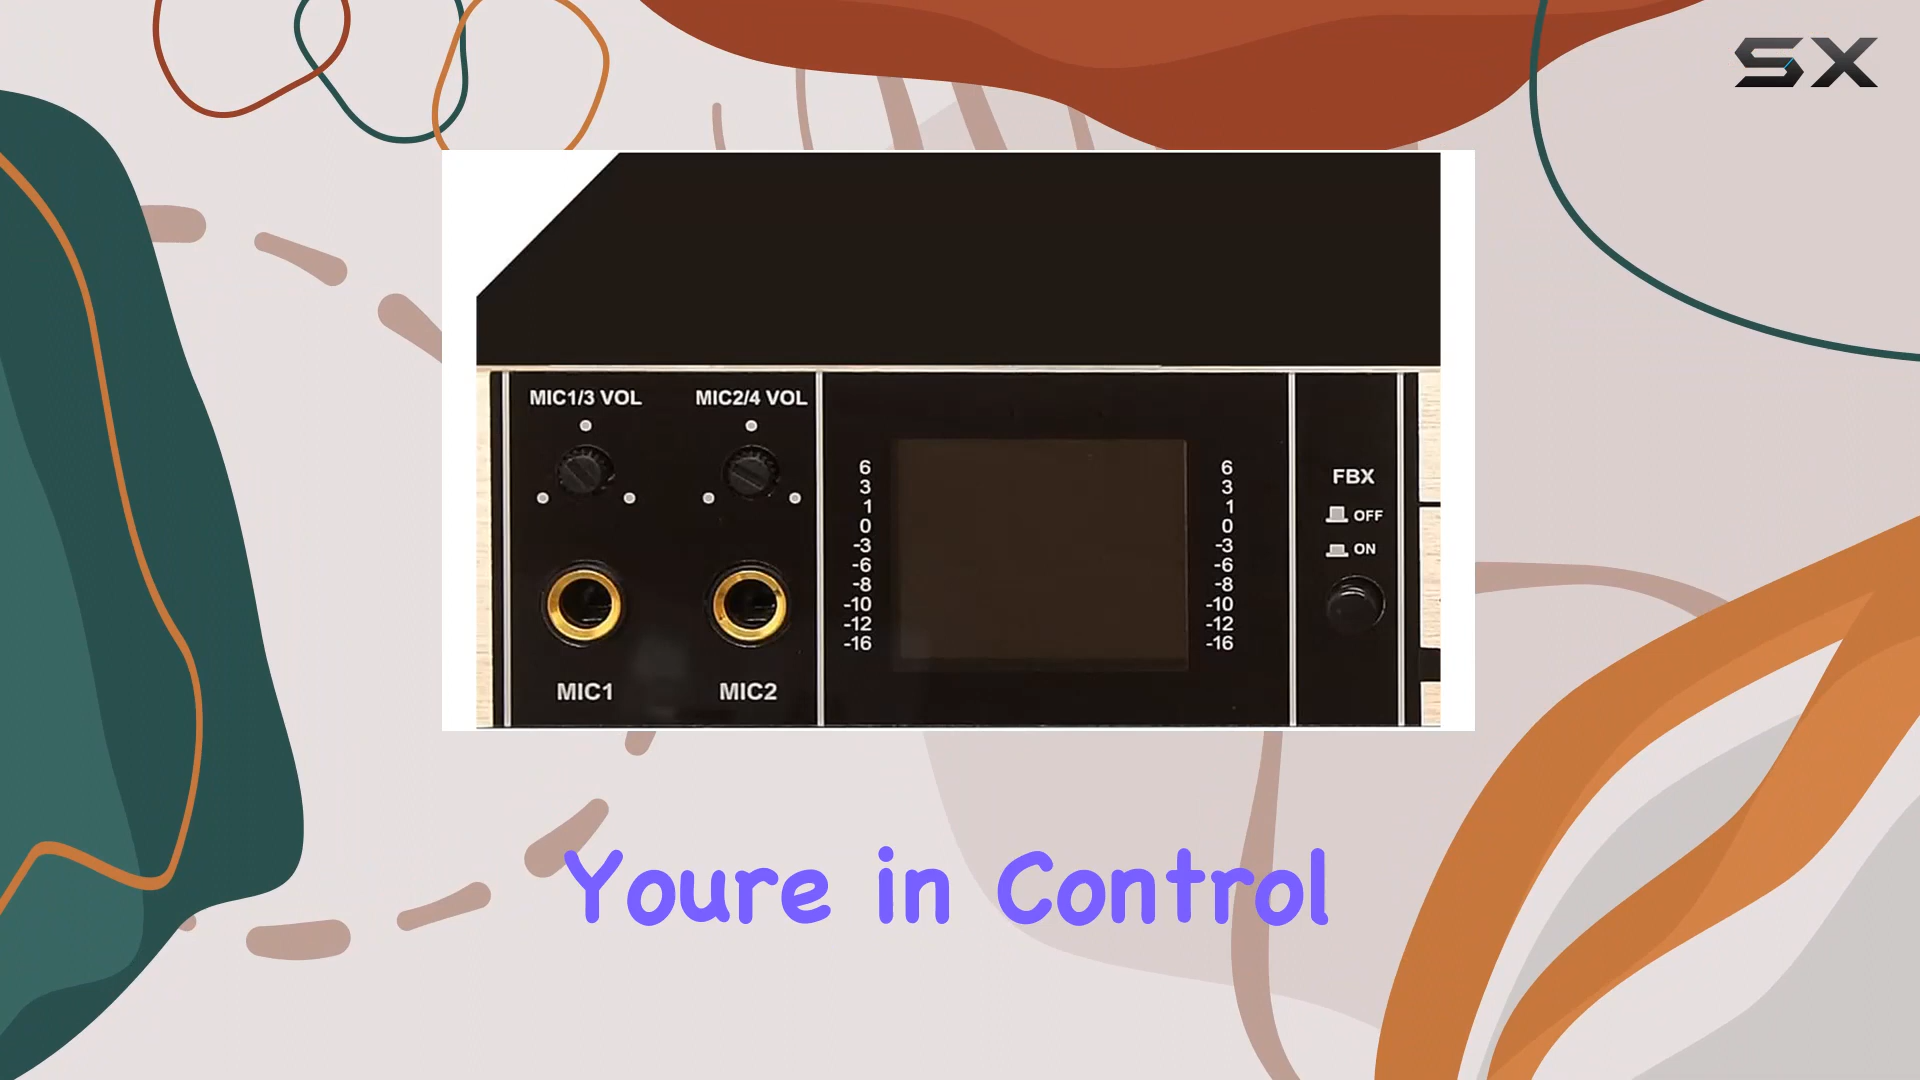 SX
MIC1/3 VOL
MIC2/4 VOL
6
3
1
0
-3
-6
-8
-10
-12
-16
6
3
1
0
-3
-6
-8
-10
-12
-16
FBX
OFF
ON
MIC1
MIC2
Youre in Control